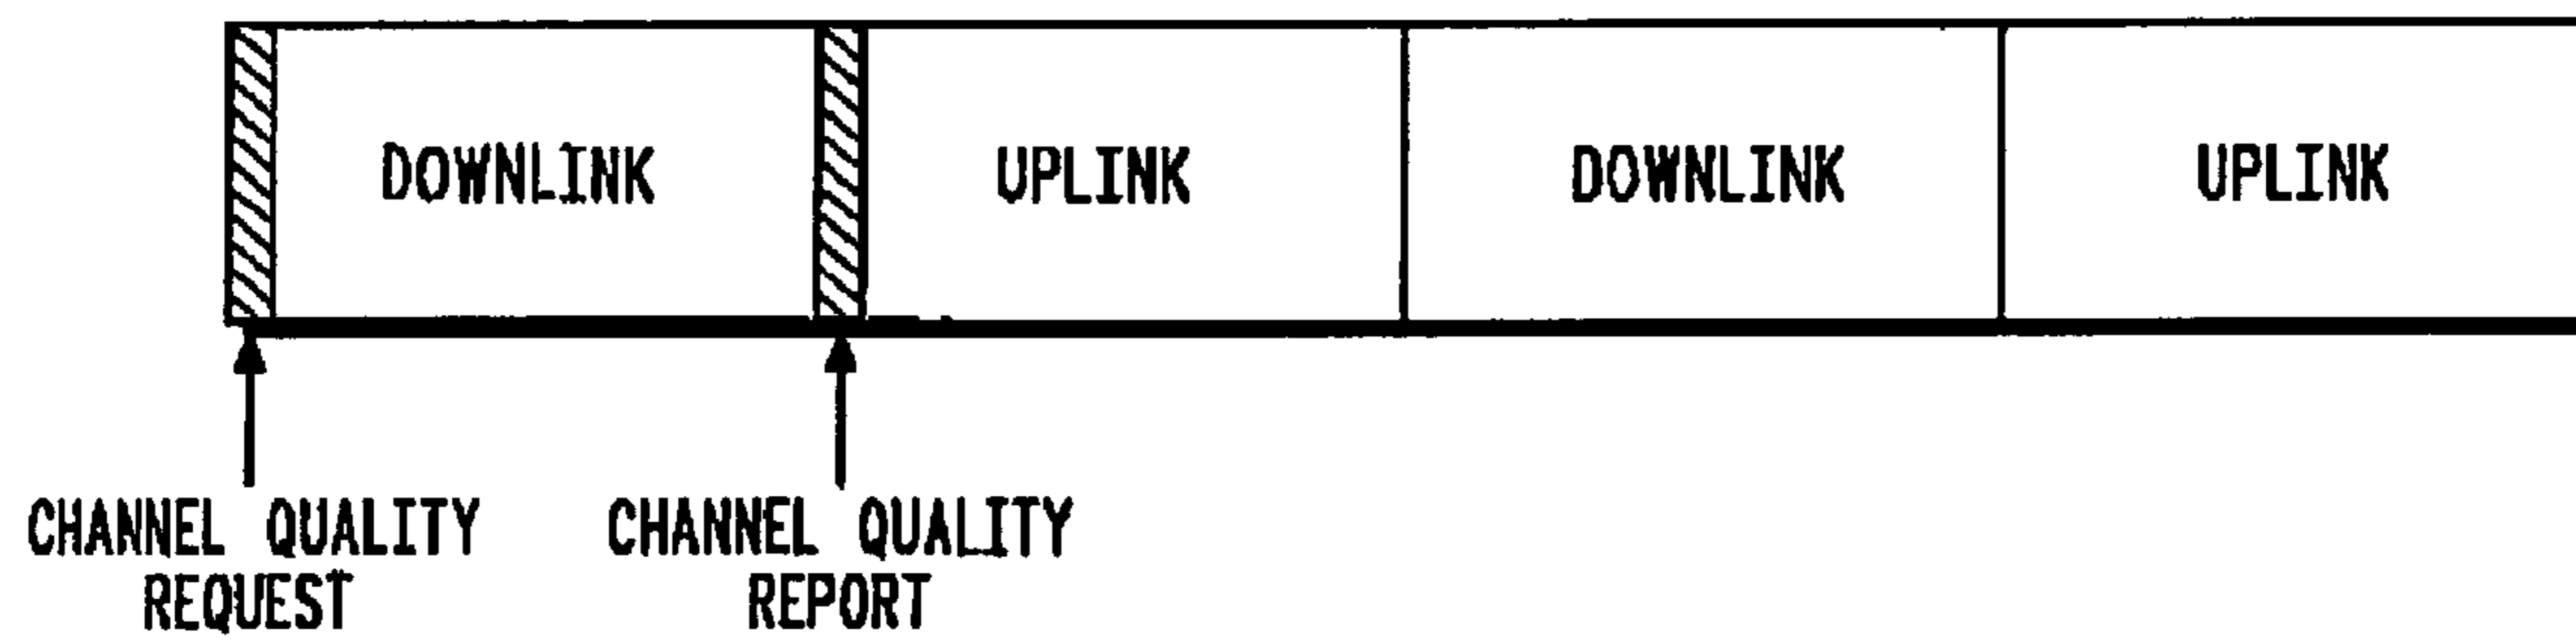 DOWNLINK
UPLINK
DOWNLINK
UPLINK
CHANNEL QUALITY
REQUEST
CHANNEL QUALITY
REPORT